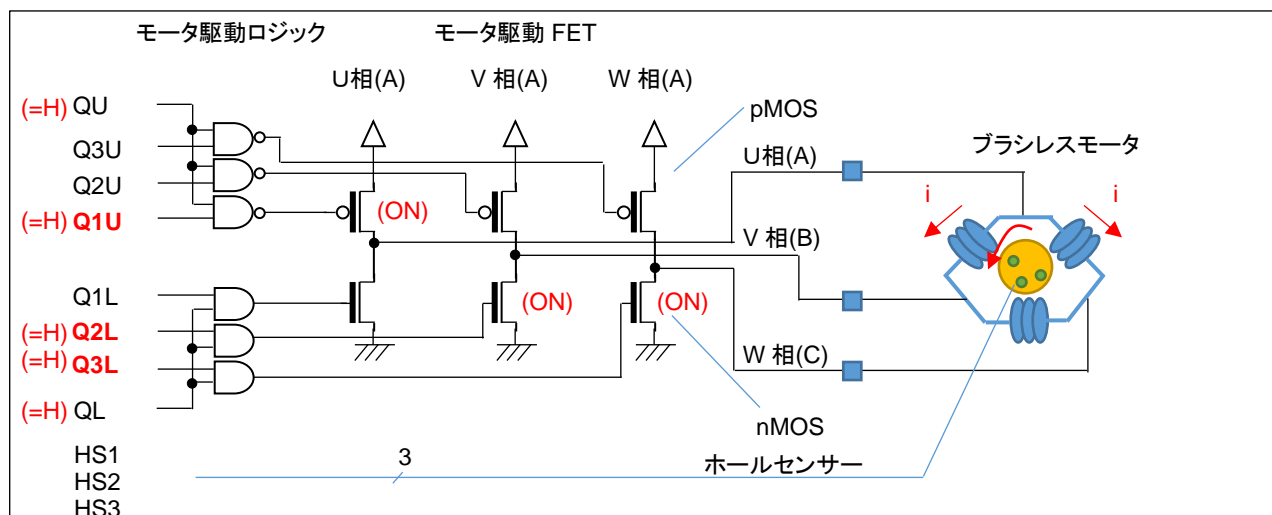 モータ駆動ロジック モータ駆動 FET
U相(A) V 相(A) W 相(A)
(=H) QU
pMOS
Q3U
ブラシレスモータ
U相(A)
Q2U
(=H) Q1U
(ON)
i i
V 相(B)
Q1L
(ON) (ON)
(=H) Q2L
W 相(C)
(=H) Q3L
(=H) QL
nMOS
HS1
3
ホールセンサー
HS2
HS3